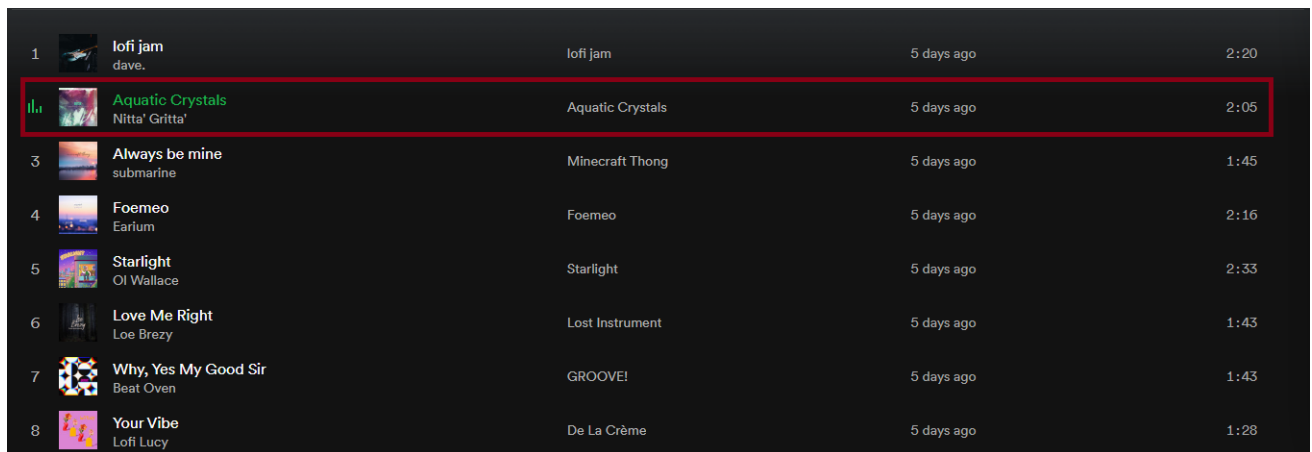 1 lofi jam lofi jam 5 days ago 2:20
dave.
Aquatic Crystals Aquatic Crystals 5 days ago 2:05
Nitta' Gritta'
3 Always be mine Minecraft Thong 5 days ago 1:45
submarine
4 Foemeo Foemeo 5 days ago 2:16
Earium
5 Starlight Starlight 5 days ago 2:33
Ol Wallace
6 Love Me Right Lost Instrument 5 days ago 1:43
Loe Brezy
7 Why, Yes My Good Sir GROOVE! 5 days ago 1:43
Beat Oven
8 Your Vibe De La Crème 5 days ago 1:28
Lofi Lucy